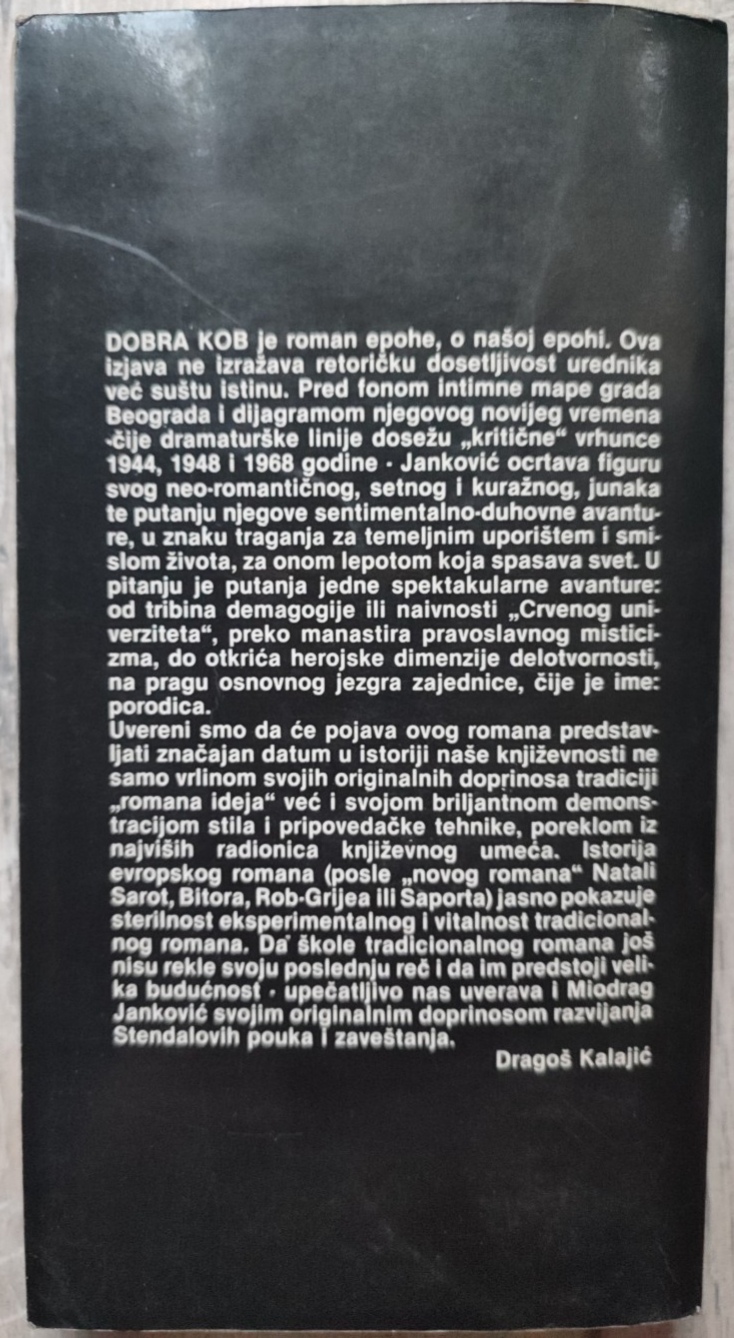 DOBRA KOB je roman epohe, o našoj epohi. Ova
izjava ne izražava retoričku dosetljivost urednika
već suštu istinu. Pred fonom intimne mape grada
Beograda i dijagramom njegovog novijeg vremena
-čije dramaturške linije dosežu „kritične“ vrhunce
1944, 1948 i 1968 godine - Janković ocrtava figuru
svog neo-romantičnog, setnog i kuražnog, junaka
te putanju njegove sentimentalno-duhovne avantu-
re, u znaku traganja za temeljnim uporištem i smi-
slom života, za onom lepotom koja spasava svet. U
pitanju je putanja jedne spektakularne avanture:
od tribina demagogije ili naivnosti „Crvenog uni-
verziteta“, preko manastira pravoslavnog mistici-
zma, do otkrića herojske dimenzije delotvornosti,
na pragu osnovnog jezgra zajednice, čije je ime:
porodica.
Uvereni smo da će pojava ovog romana predstav-
ljati značajan datum u istoriji naše književnosti ne
samo vrlinom svojih originalnih doprinosa tradiciji
„romana ideja“ već i svojom briljantnom demons-
tracijom stila i pripovedačke tehnike, poreklom iz
najviših radionica književnog umeća. Istorija
evropskog romana (posle „novog romana“ Natali
Sarot, Bitora, Rob-Grijea ili Saporta) jasno pokazuje
sterilnost eksperimentalnog i vitalnost tradicional-
nog romana. Da škole tradicionalnog romana još
nisu rekle svoju poslednju reč i da im predstoji veli-
ka budućnost - upečatljivo nas uverava i Miodrag
Janković svojim originalnim doprinosom razvijanja
Stendalovih pouka i zaveštanja.
Dragoš Kalajić